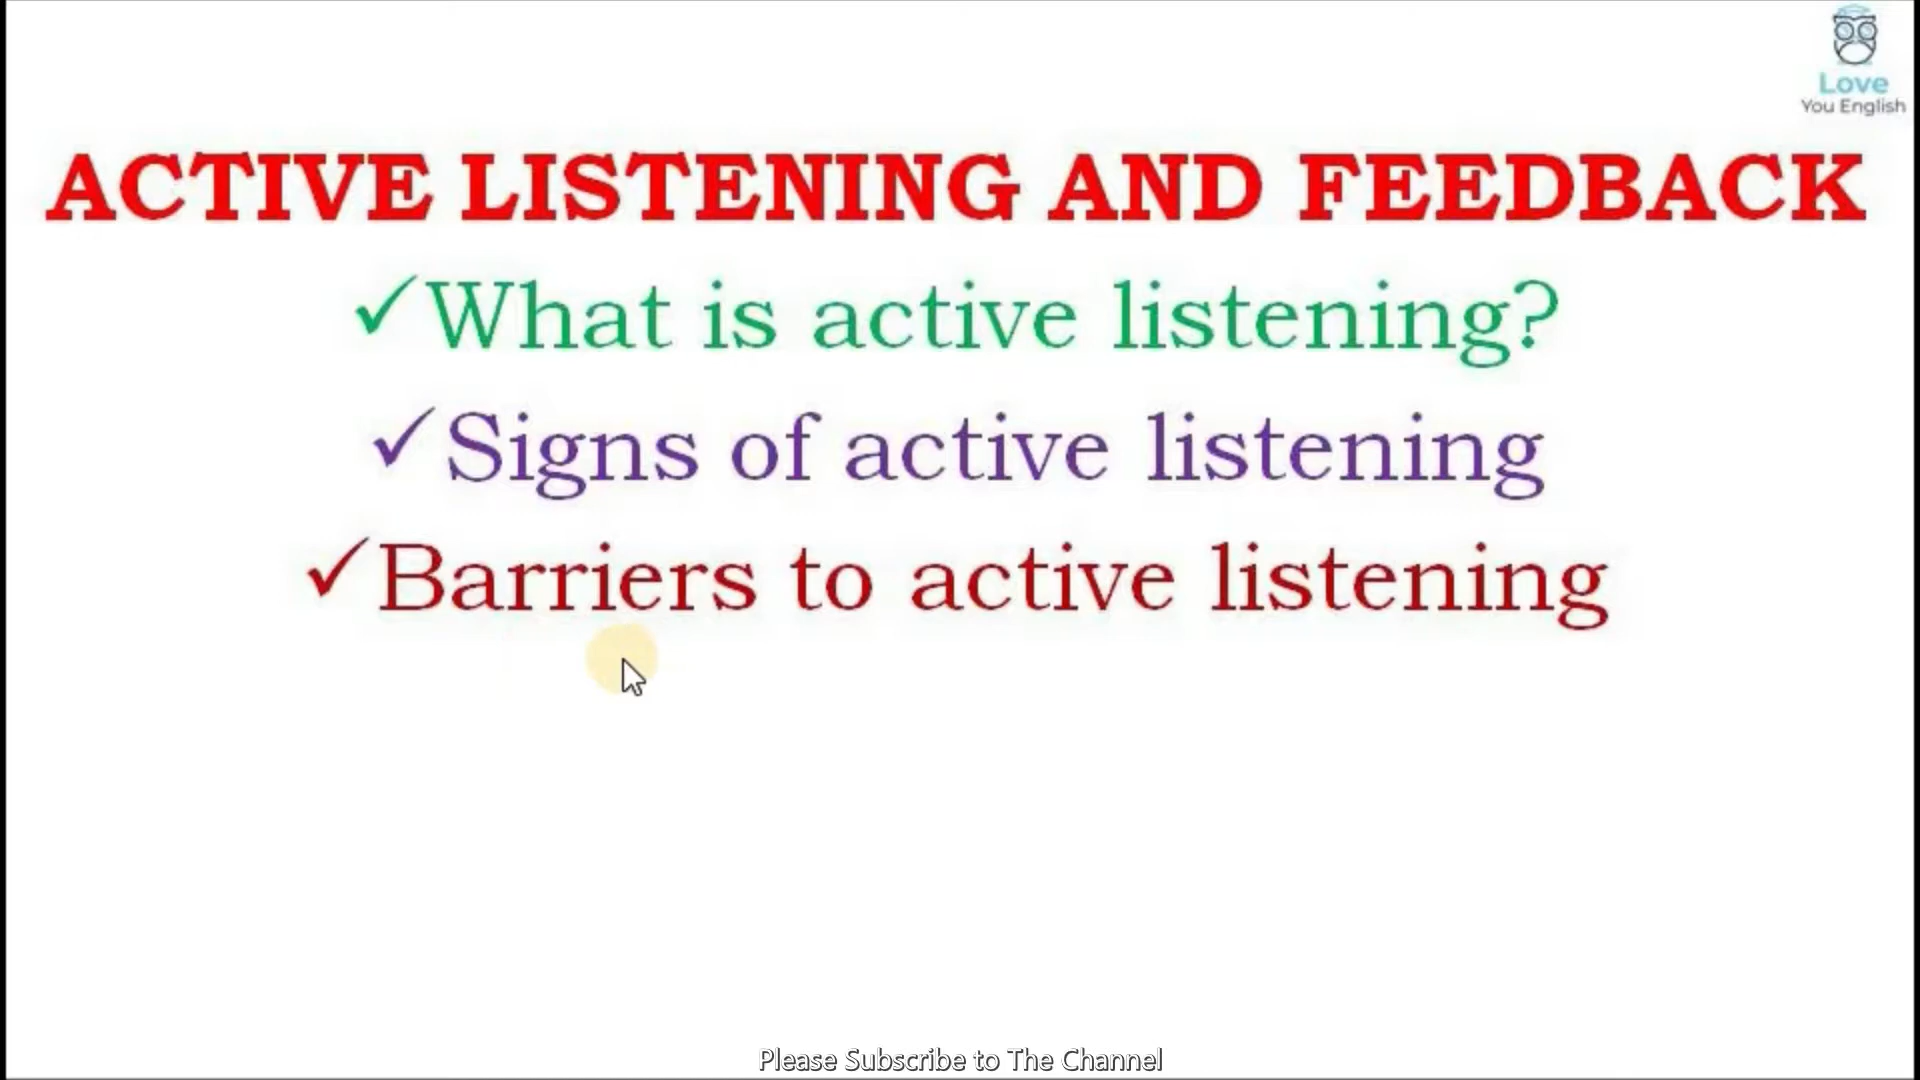 Love
You English
ACTIVE LISTENING AND FEEDBACK
✓What is active listening?
✓Signs of active listening
✓Barriers to active listening
Please Subscribe to The Channel